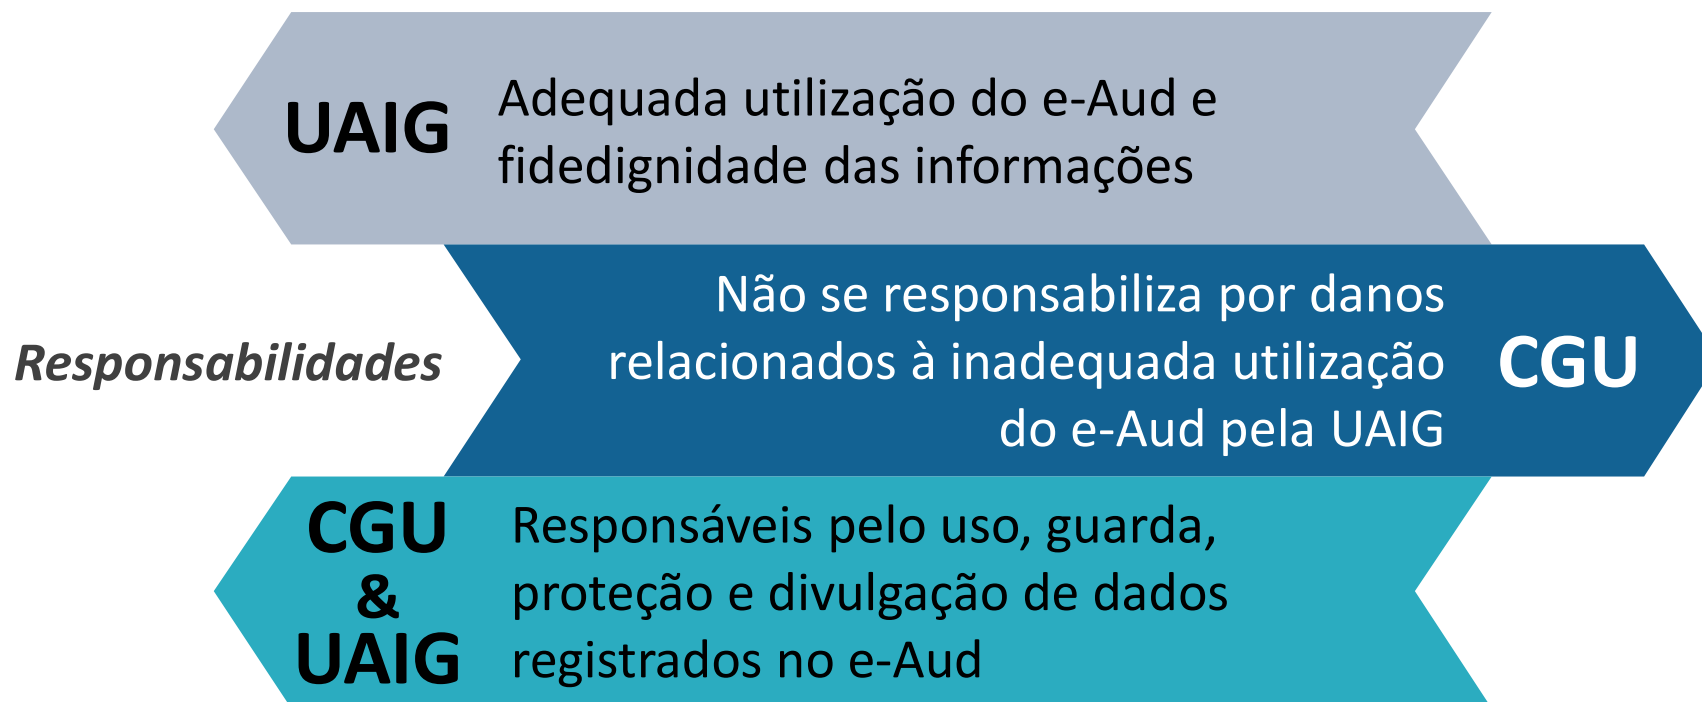 UAIG
Adequada utilização do e-Aud e
fidedignidade das informações
Responsabilidades
Não se responsabiliza por danos
relacionados à inadequada utilização
do e-Aud pela UAIG
CGU
CGU
&
UAIG
Responsáveis pelo uso, guarda,
proteção e divulgação de dados
registrados no e-Aud